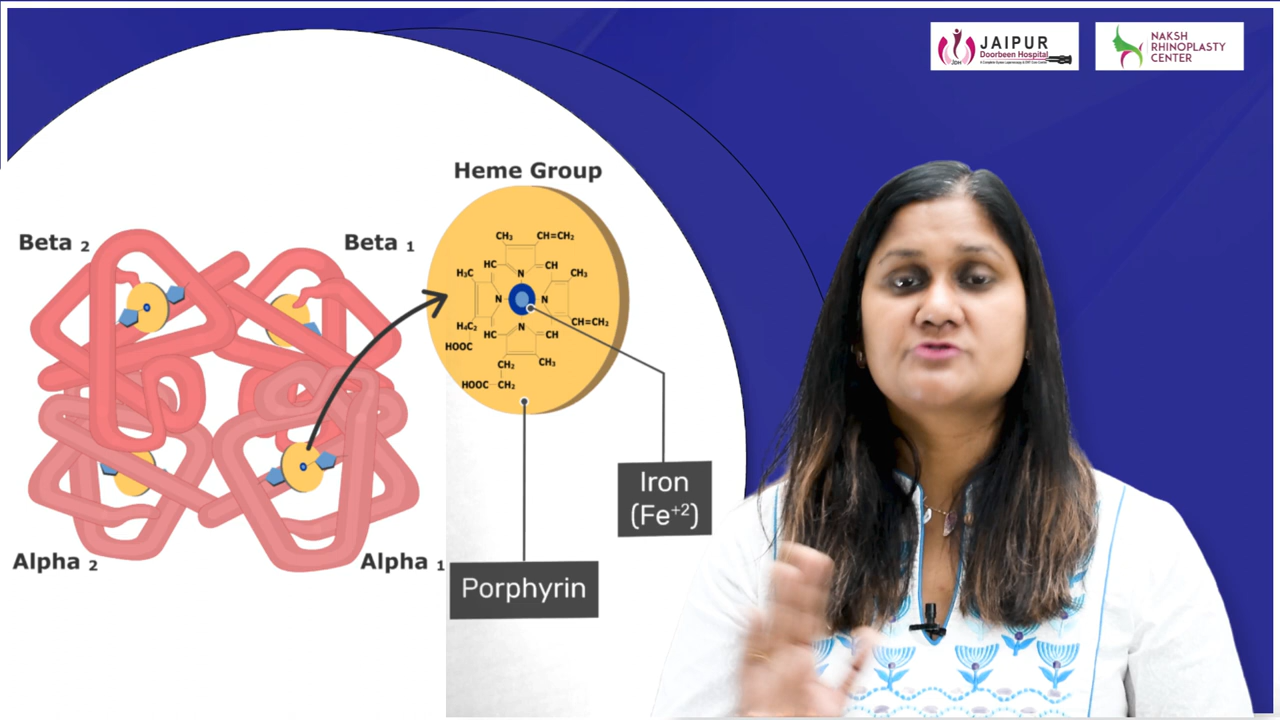 JAIPUR
Doorbeen Hospital
JDH
NAKSH
RHINOPLASTY
CENTER
Heme Group
Beta 2
Beta 1
CH₃
CH=CH₂
HC
CH
H₃C
N
CH₃
N
N
H₄C₂
N
CH=CH₂
HC
CH
HOOC
CH₂
CH₃
HOOC
CH₂
Iron
(Fe⁺²)
Alpha 2
Alpha 1
Porphyrin